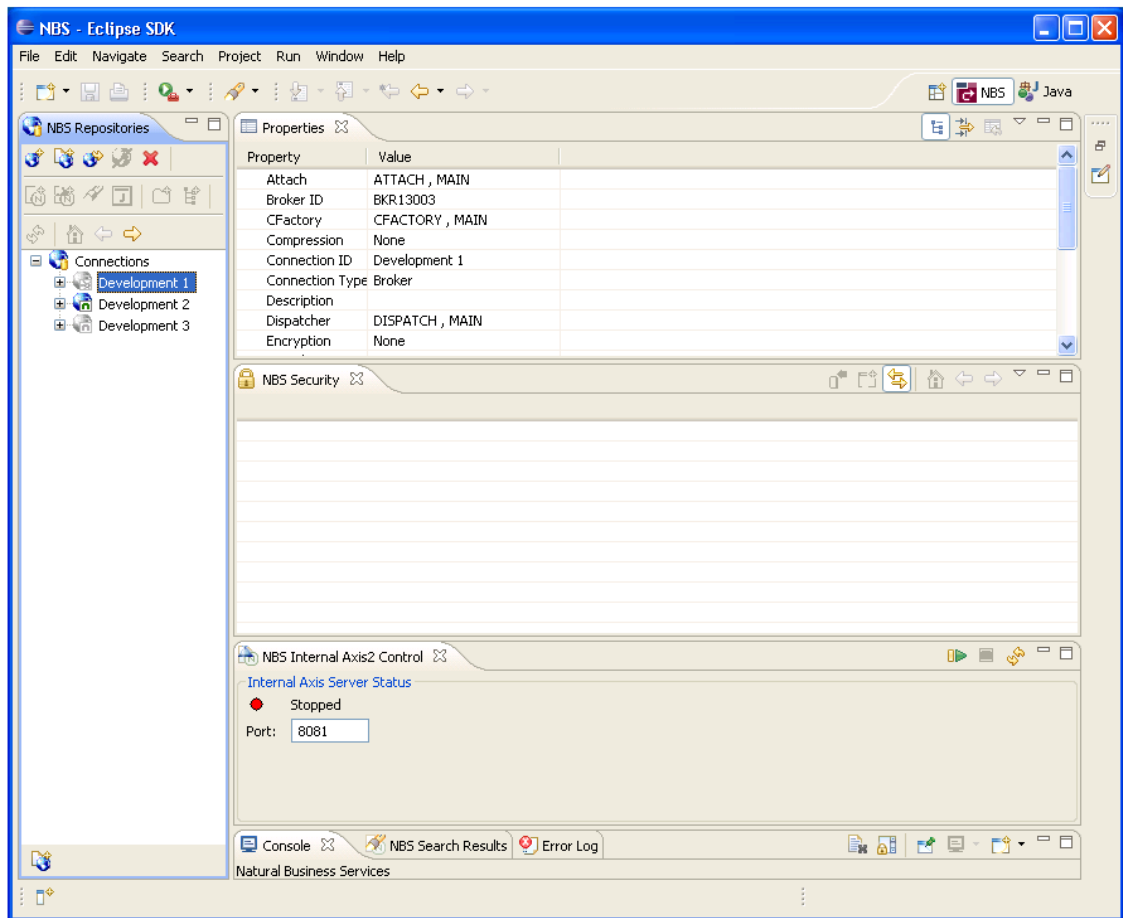 NBS - Eclipse SDK
File Edit Navigate Search Project Run Window Help
NBS Java
NBS Repositories
Connections
Development 1
Development 2
Development 3
Properties
Property Value
Attach ATTACH , MAIN
Broker ID BKR13003
CFactory CFACTORY , MAIN
Compression None
Connection ID Development 1
Connection Type Broker
Description
Dispatcher DISPATCH , MAIN
Encryption None
NBS Security
NBS Internal Axis2 Control
Internal Axis Server Status
Stopped
Port: 8081
Console NBS Search Results Error Log
Natural Business Services